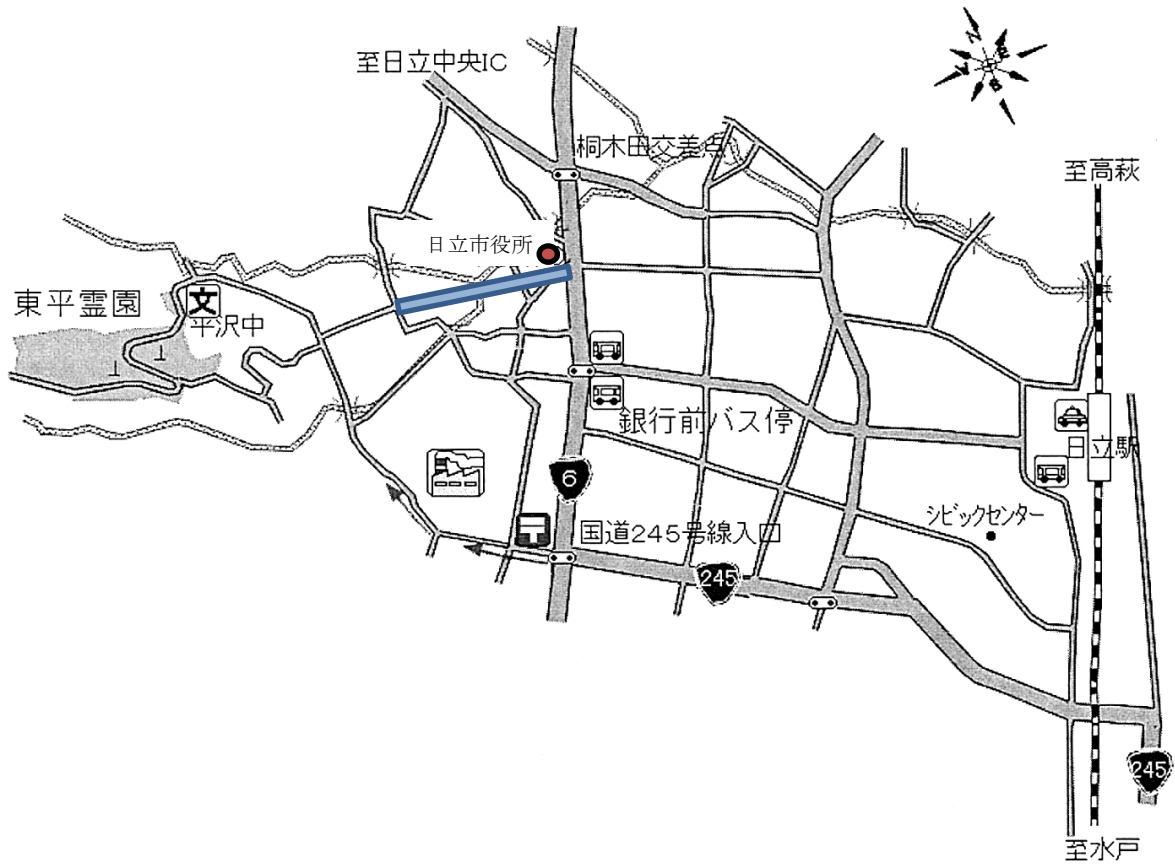 至日立中央IC
桐木田交差点
至高萩
日立市役所
東平霊園
文
平沢中
銀行前バス停
日立駅
6
シビックセンター
国道245号線入口
245
245
至水戸